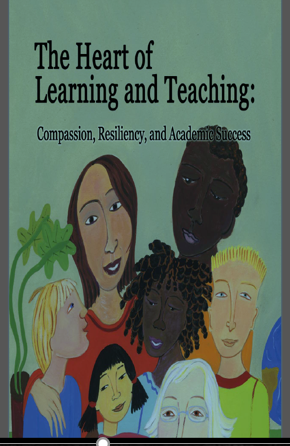 The Heart of
Learning and Teaching:
Compassion, Resiliency, and Academic Success